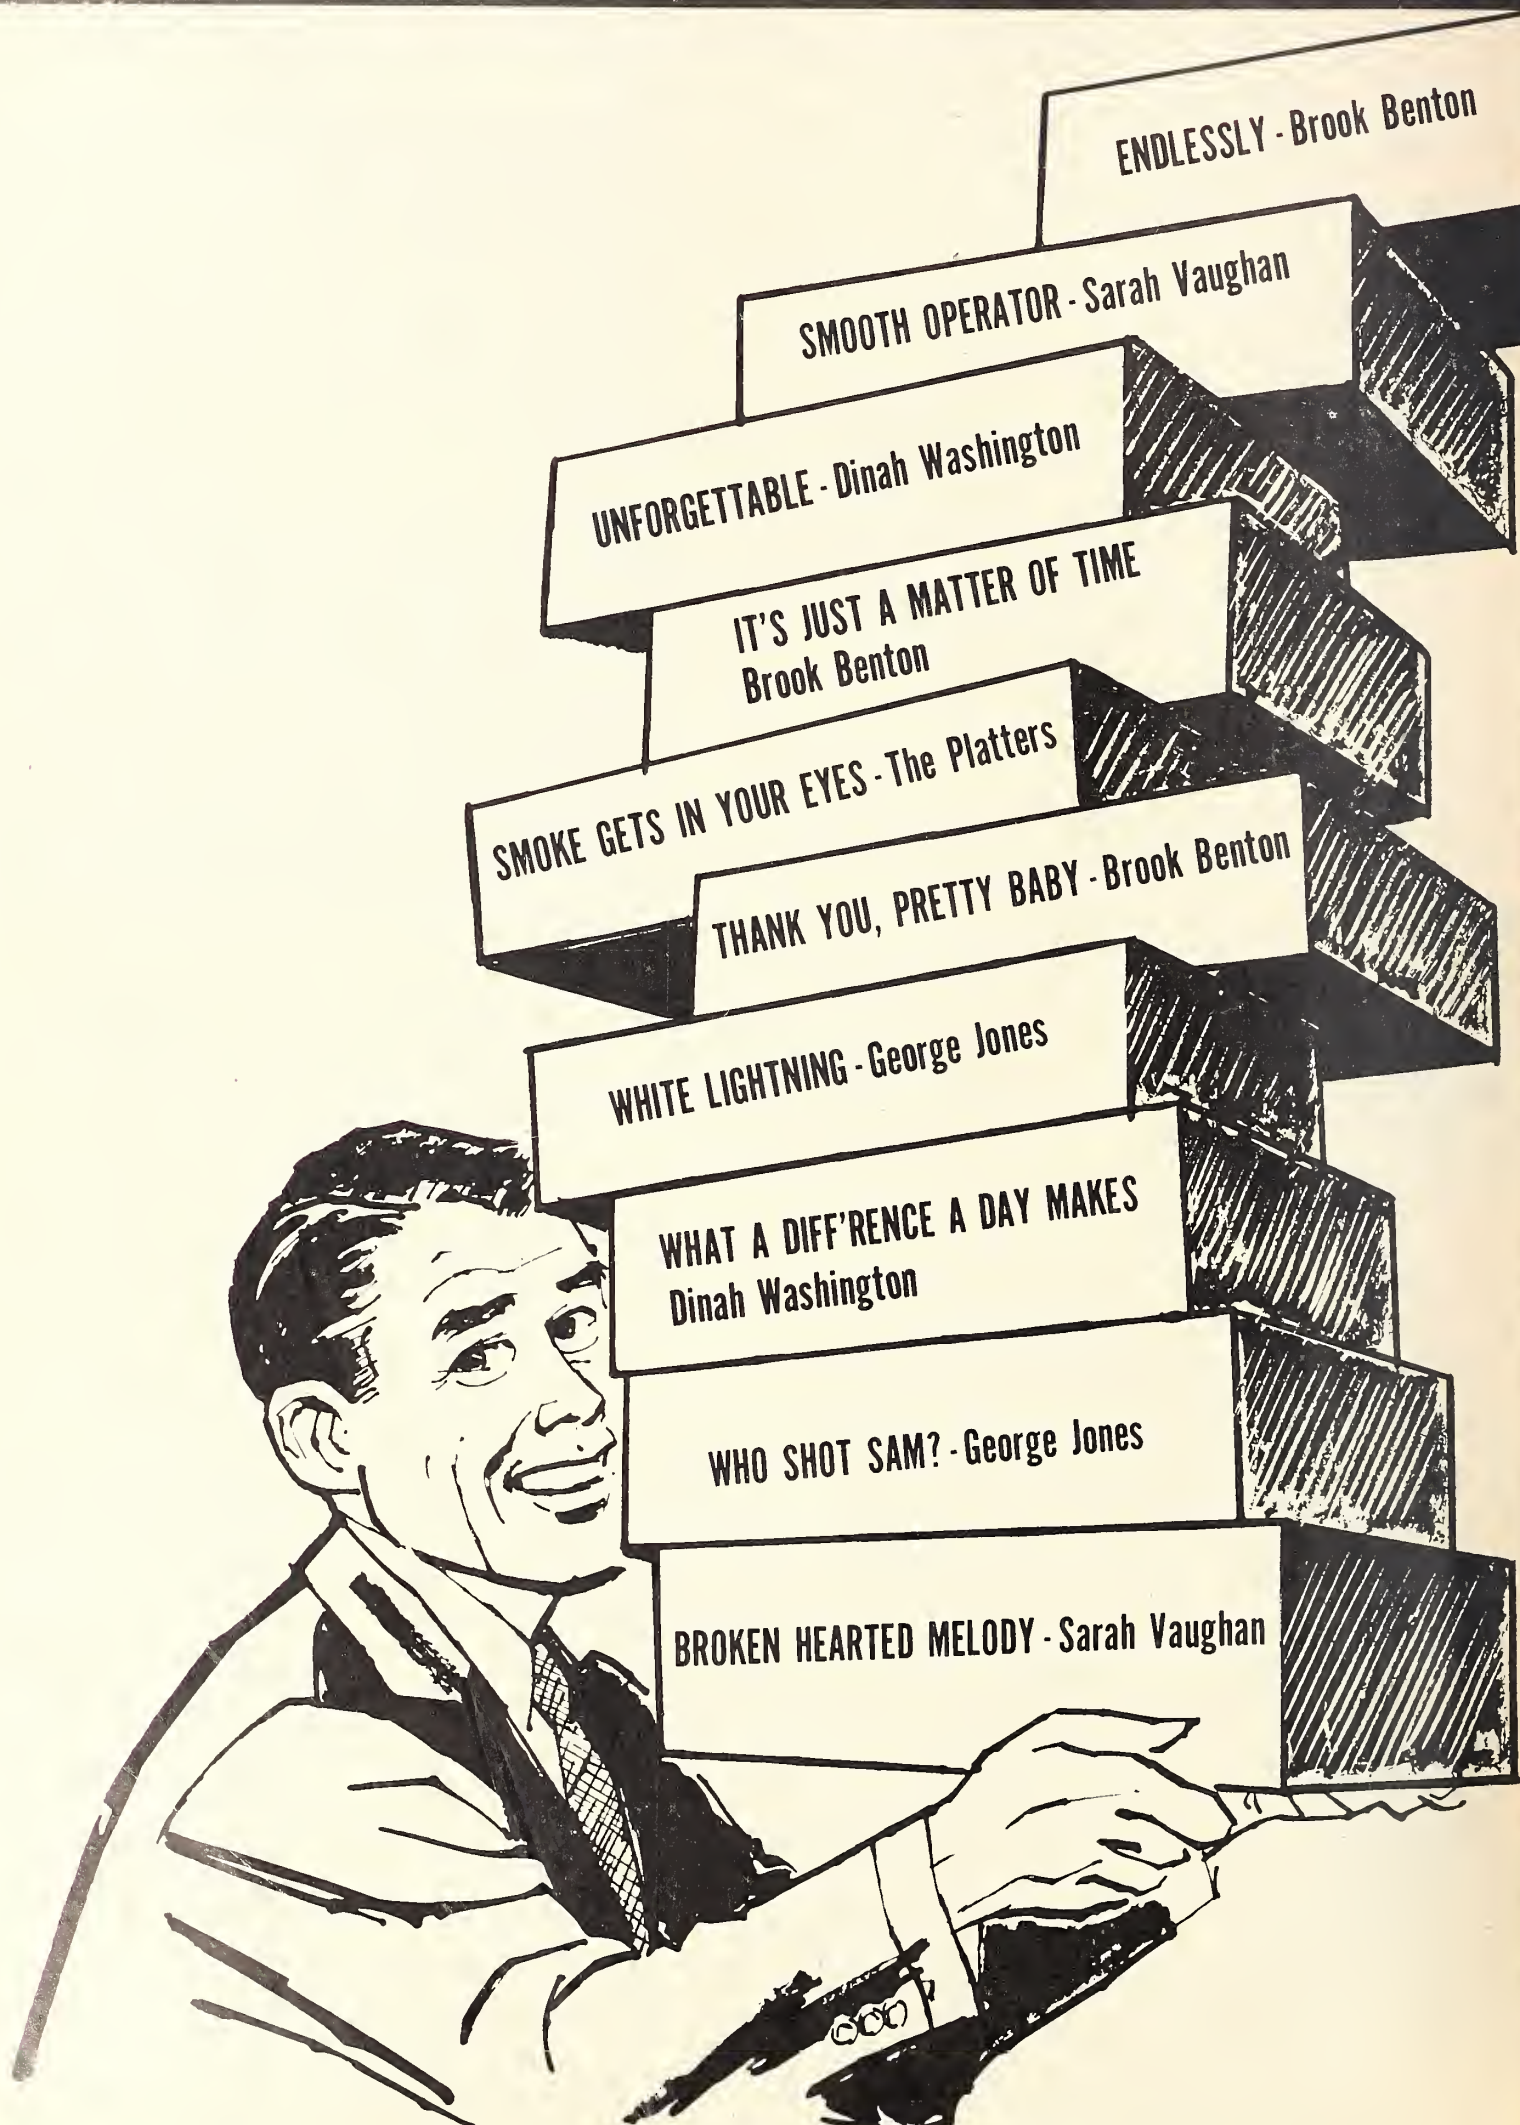 ENDLESSLY - Brook Benton
SMOOTH OPERATOR - Sarah Vaughan
UNFORGETTABLE - Dinah Washington
IT'S JUST A MATTER OF TIME
Brook Benton
SMOKE GETS IN YOUR EYES - The Platters
THANK YOU, PRETTY BABY - Brook Benton
WHITE LIGHTNING - George Jones
WHAT A DIFF'RENCE A DAY MAKES
Dinah Washington
WHO SHOT SAM? - George Jones
BROKEN HEARTED MELODY - Sarah Vaughan